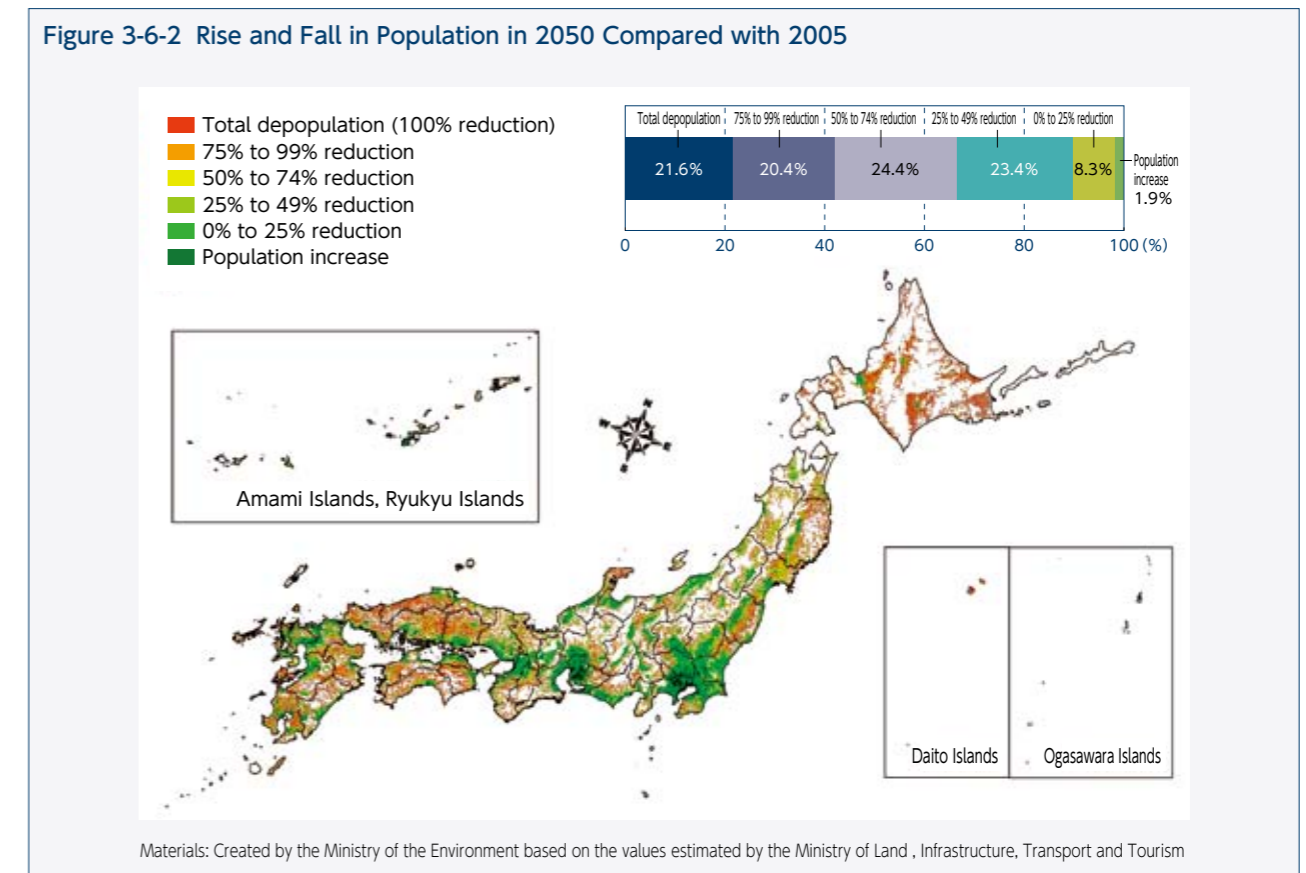 Figure 3-6-2 Rise and Fall in Population in 2050 Compared with 2005
Total depopulation (100% reduction)
75% to 99% reduction
50% to 74% reduction
25% to 49% reduction
0% to 25% reduction
Population increase
Total depopulation 75% to 99% reduction 50% to 74% reduction 25% to 49% reduction 0% to 25% reduction
21.6% 20.4% 24.4% 23.4% 8.3%
Population
increase
1.9%
0 20 40 60 80 100 (%)
Amami Islands, Ryukyu Islands
Daito Islands
Ogasawara Islands
Materials: Created by the Ministry of the Environment based on the values estimated by the Ministry of Land , Infrastructure, Transport and Tourism